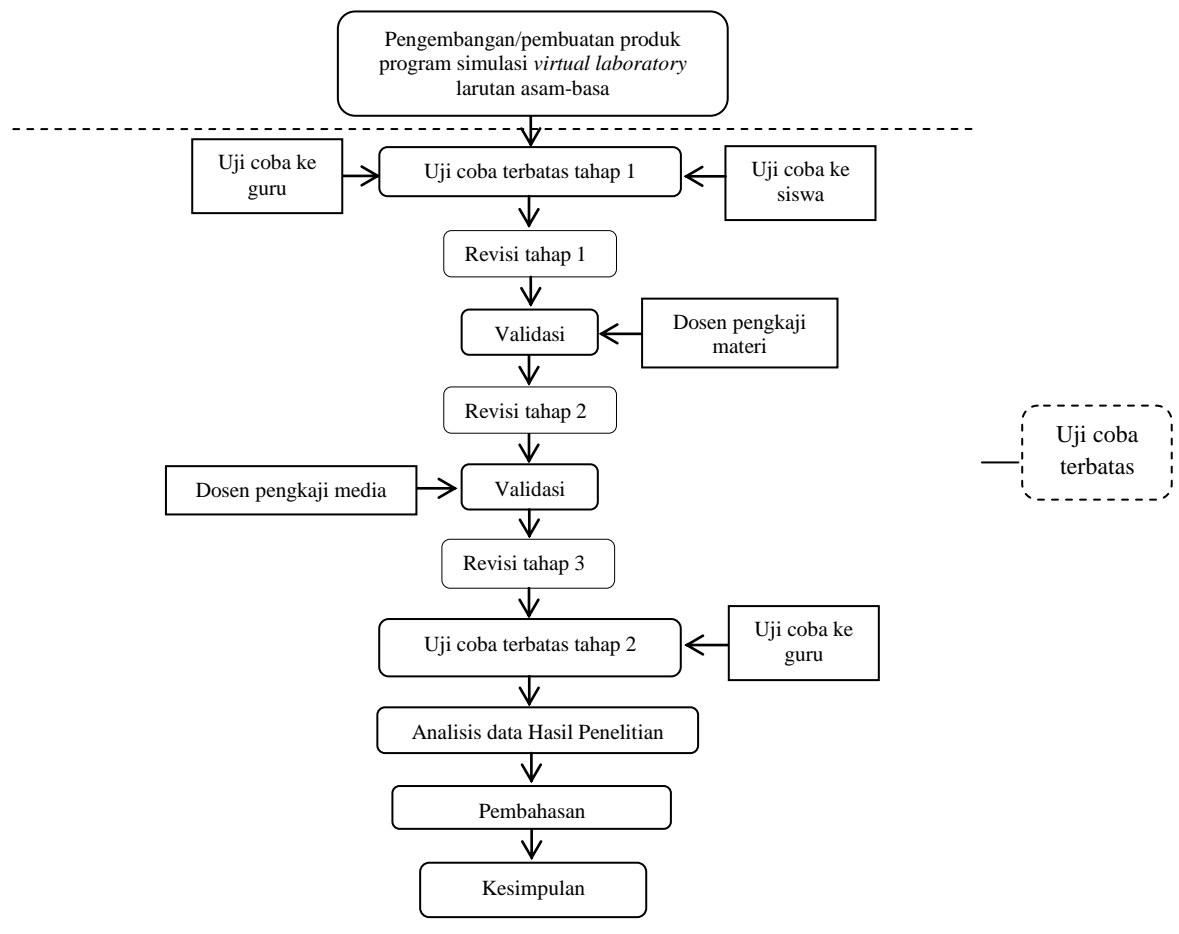 Pengembangan/pembuatan produk
program simulasi virtual laboratory
larutan asam-basa
Uji coba ke
guru
Uji coba terbatas tahap 1
Uji coba ke
siswa
Revisi tahap 1
Validasi
Dosen pengkaji
materi
Revisi tahap 2
Uji coba
terbatas
Dosen pengkaji media
Validasi
Revisi tahap 3
Uji coba terbatas tahap 2
Uji coba ke
guru
Analisis data Hasil Penelitian
Pembahasan
Kesimpulan